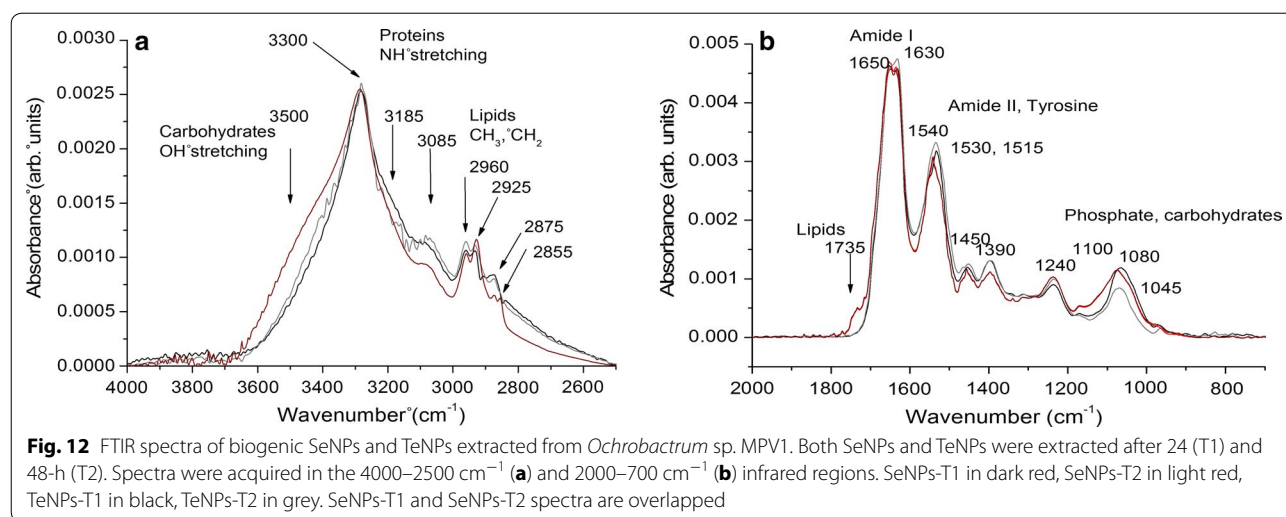 a
0.0030
0.0025
0.0020
0.0015
0.0010
0.0005
0.0000
Absorbance°(arb.°units)
3300
Proteins
NH°stretching
3500
Carbohydrates
OH°stretching
3185
3085
Lipids
CH3,°CH2
2960
2925
2875
2855
4000 3800 3600 3400 3200 3000 2800 2600
Wavenumber°(cm⁻¹)
b
0.005
0.004
0.003
0.002
0.001
0.000
Absorbance (arb. units)
Amide I
1650 1630
Amide II, Tyrosine
1540
1530, 1515
Lipids
1735
1450
1390
Phosphate, carbohydrates
1240
1100
1080
1045
2000 1800 1600 1400 1200 1000 800
Wavenumber (cm⁻¹)
Fig. 12 FTIR spectra of biogenic SeNPs and TeNPs extracted from Ochrobactrum sp. MPV1. Both SeNPs and TeNPs were extracted after 24 (T1) and
48-h (T2). Spectra were acquired in the 4000–2500 cm⁻¹ (a) and 2000–700 cm⁻¹ (b) infrared regions. SeNPs-T1 in dark red, SeNPs-T2 in light red,
TeNPs-T1 in black, TeNPs-T2 in grey. SeNPs-T1 and SeNPs-T2 spectra are overlapped